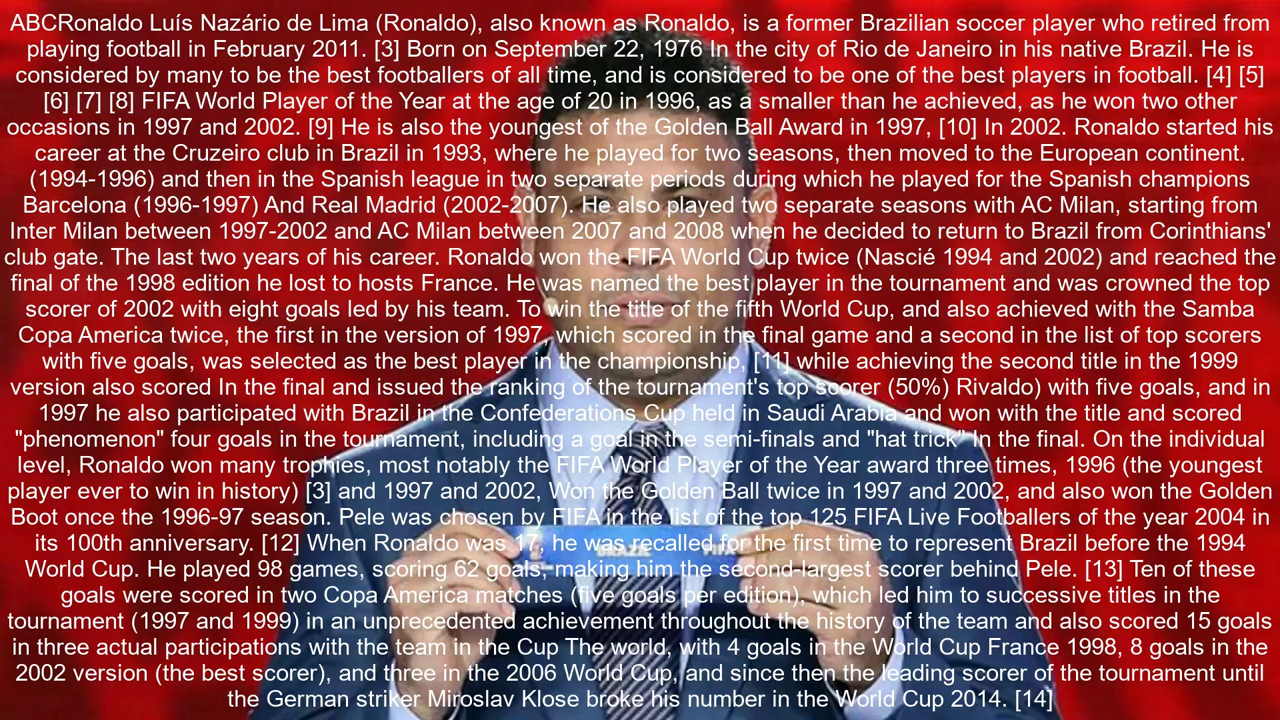 ABCRonaldo Luís Nazário de Lima (Ronaldo), also known as Ronaldo, is a former Brazilian soccer player who retired from
playing football in February 2011. [3] Born on September 22, 1976 In the city of Rio de Janeiro in his native Brazil. He is
considered by many to be the best footballers of all time, and is considered to be one of the best players in football. [4] [5]
[6] [7] [8] FIFA World Player of the Year at the age of 20 in 1996, as a smaller than he achieved, as he won two other
occasions in 1997 and 2002. [9] He is also the youngest of the Golden Ball Award in 1997, [10] In 2002. Ronaldo started his
career at the Cruzeiro club in Brazil in 1993, where he played for two seasons, then moved to the European continent.
(1994-1996) and then in the Spanish league in two separate periods during which he played for the Spanish champions
Barcelona (1996-1997) And Real Madrid (2002-2007). He also played two separate seasons with AC Milan, starting from
Inter Milan between 1997-2002 and AC Milan between 2007 and 2008 when he decided to return to Brazil from Corinthians'
club gate. The last two years of his career. Ronaldo won the FIFA World Cup twice (Nascié 1994 and 2002) and reached the
final of the 1998 edition he lost to hosts France. He was named the best player in the tournament and was crowned the top
scorer of 2002 with eight goals led by his team. To win the title of the fifth World Cup, and also achieved with the Samba
Copa America twice, the first in the version of 1997, which scored in the final game and a second in the list of top scorers
with five goals, was selected as the best player in the championship, [11] while achieving the second title in the 1999
version also scored In the final and issued the ranking of the tournament's top scorer (50%) Rivaldo) with five goals, and in
1997 he also participated with Brazil in the Confederations Cup held in Saudi Arabia and won with the title and scored
"phenomenon" four goals in the tournament, including a goal in the semi-finals and "hat trick" In the final. On the individual
level, Ronaldo won many trophies, most notably the FIFA World Player of the Year award three times, 1996 (the youngest
player ever to win in history) [3] and 1997 and 2002, Won the Golden Ball twice in 1997 and 2002, and also won the Golden
Boot once the 1996-97 season. Pele was chosen by FIFA in the list of the top 125 FIFA Live Footballers of the year 2004 in
its 100th anniversary. [12] When Ronaldo was 17, he was recalled for the first time to represent Brazil before the 1994
World Cup. He played 98 games, scoring 62 goals, making him the second-largest scorer behind Pele. [13] Ten of these
goals were scored in two Copa America matches (five goals per edition), which led him to successive titles in the
tournament (1997 and 1999) in an unprecedented achievement throughout the history of the team and also scored 15 goals
in three actual participations with the team in the Cup The world, with 4 goals in the World Cup France 1998, 8 goals in the
2002 version (the best scorer), and three in the 2006 World Cup, and since then the leading scorer of the tournament until
the German striker Miroslav Klose broke his number in the World Cup 2014. [14]